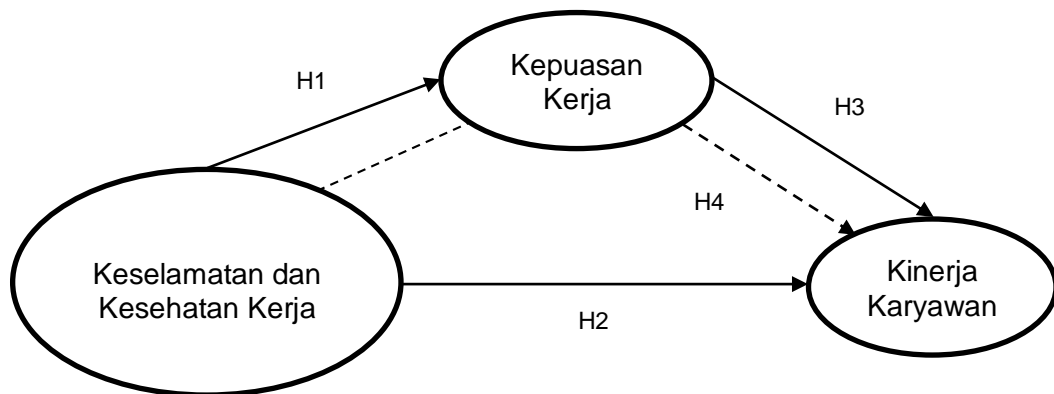 Kepuasan
Kerja
H1
H3
H4
Keselamatan dan
Kesehatan Kerja
Kinerja
Karyawan
H2